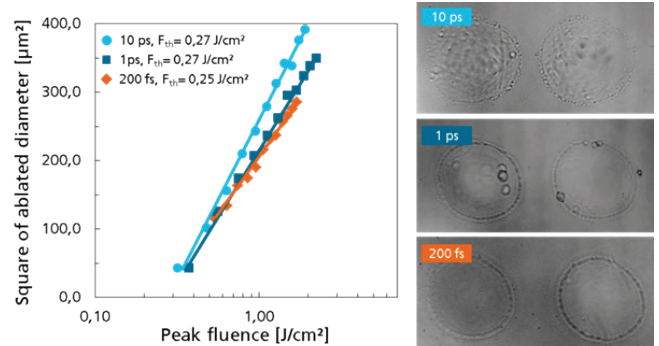 400,0
300,0
200,0
100,0
0,0
0,10
1,00
Square of ablated diameter [µm²]
Peak fluence [J/cm²]
10 ps, Fth= 0,27 J/cm²
1ps, Fth= 0,27 J/cm²
200 fs, Fth= 0,25 J/cm²
10 ps
1 ps
200 fs